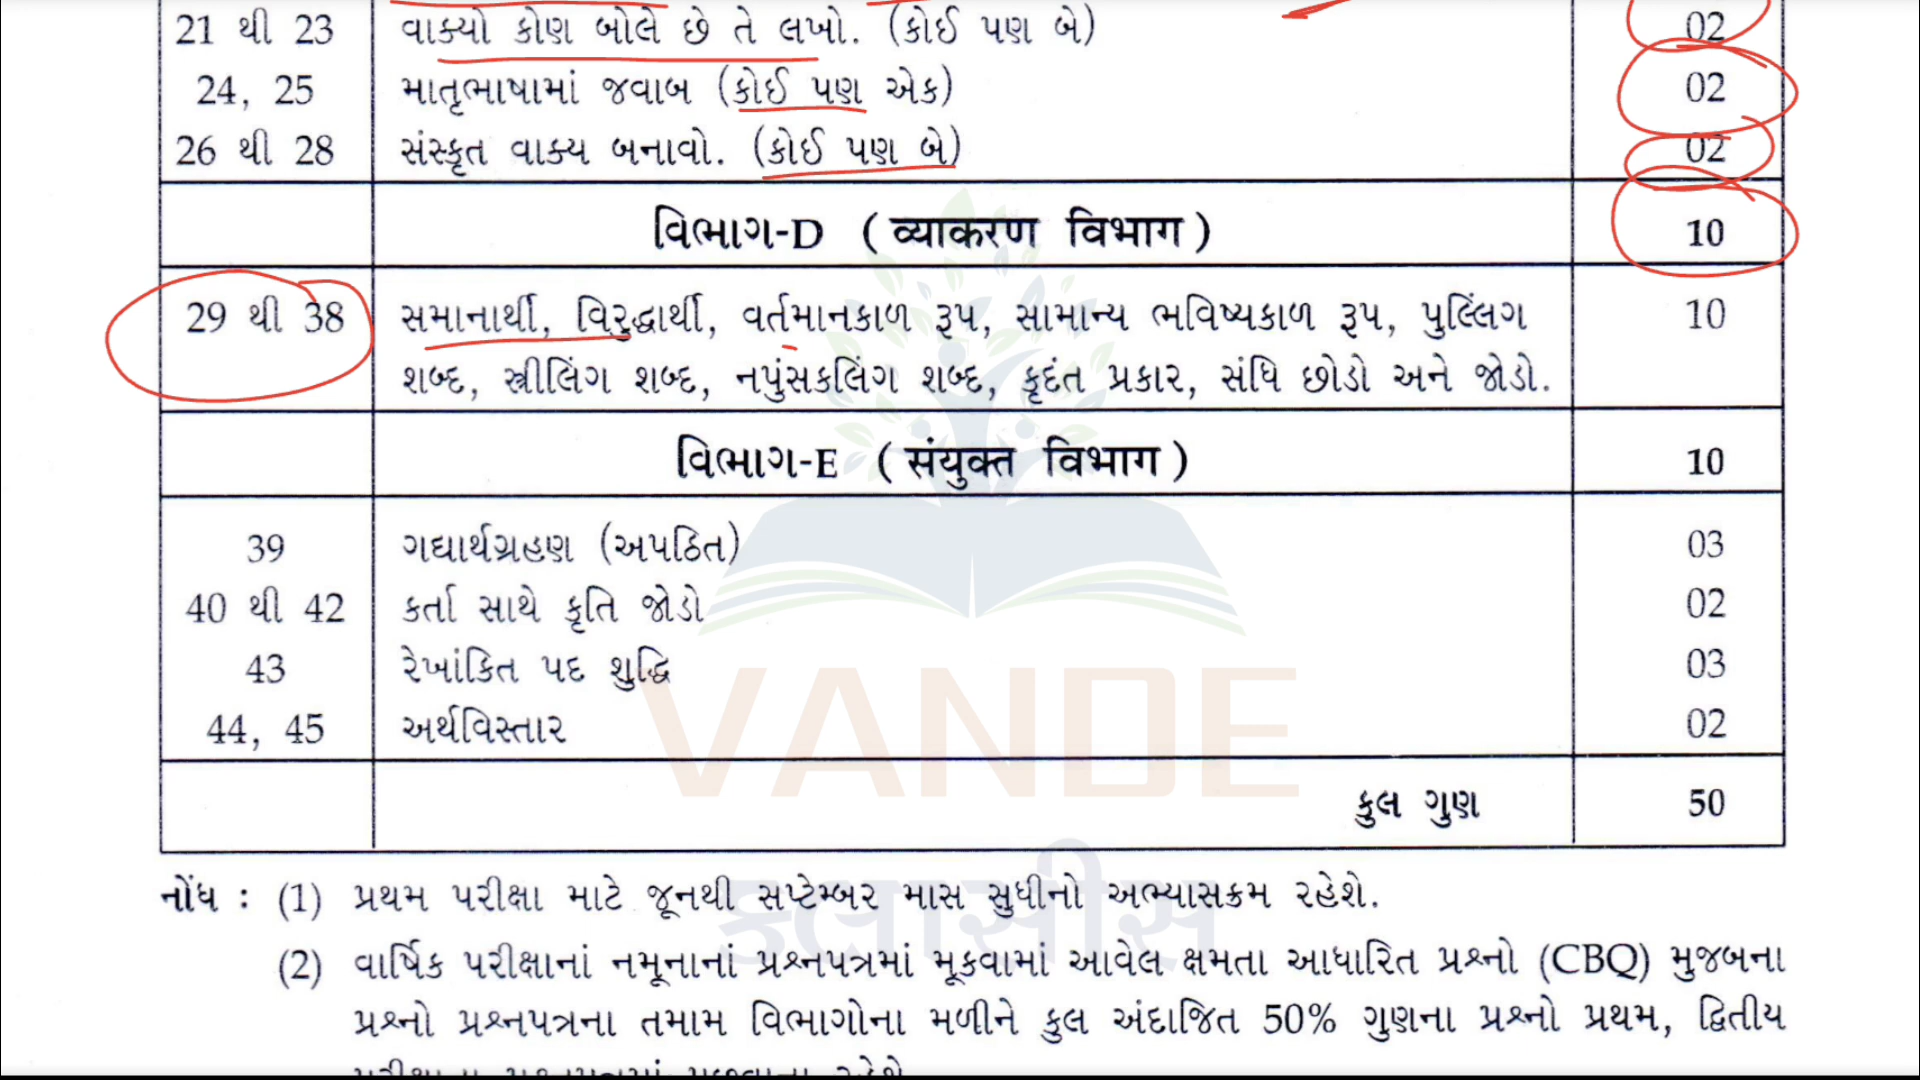 21 થી 23 વાક્યો કોણ બોલે છે તે લખો. (કોઈ પણ બે) 02
24, 25 માતૃભાષામાં જવાબ (કોઈ પણ એક) 02
26 થી 28 સંસ્કૃત વાક્ય બનાવો. (કોઈ પણ બે) 02
વિભાગ-D ( व्याकरण विभाग ) 10
29 થી 38 સમાનાર્થી, વિરુદ્ધાર્થી, વર્તમાનકાળ રૂપ, સામાન્ય ભવિષ્યકાળ રૂપ, પુલ્લિંગ 10
શબ્દ, સ્ત્રીલિંગ શબ્દ, નપુંસકલિંગ શબ્દ, કૃદંત પ્રકાર, સંધિ છોડો અને જોડો.
વિભાગ-E ( संयुक्त विभाग ) 10
39 ગદ્યાર્થગ્રહણ (અપઠિત) 03
40 થી 42 કર્તા સાથે કૃતિ જોડો 02
43 રેખાંકિત પદ શુદ્ધિ 03
44, 45 અર્થવિસ્તાર 02
VANDE
કુલ ગુણ 50
ક્લાસીસ
નોંધ : (1) પ્રથમ પરીક્ષા માટે જૂનથી સપ્ટેમ્બર માસ સુધીનો અભ્યાસક્રમ રહેશે.
(2) વાર્ષિક પરીક્ષાનાં નમૂનાનાં પ્રશ્નપત્રમાં મૂકવામાં આવેલ ક્ષમતા આધારિત પ્રશ્નો (CBQ) મુજબના
પ્રશ્નો પ્રશ્નપત્રના તમામ વિભાગોના મળીને કુલ અંદાજિત 50% ગુણના પ્રશ્નો પ્રથમ, દ્વિતીય